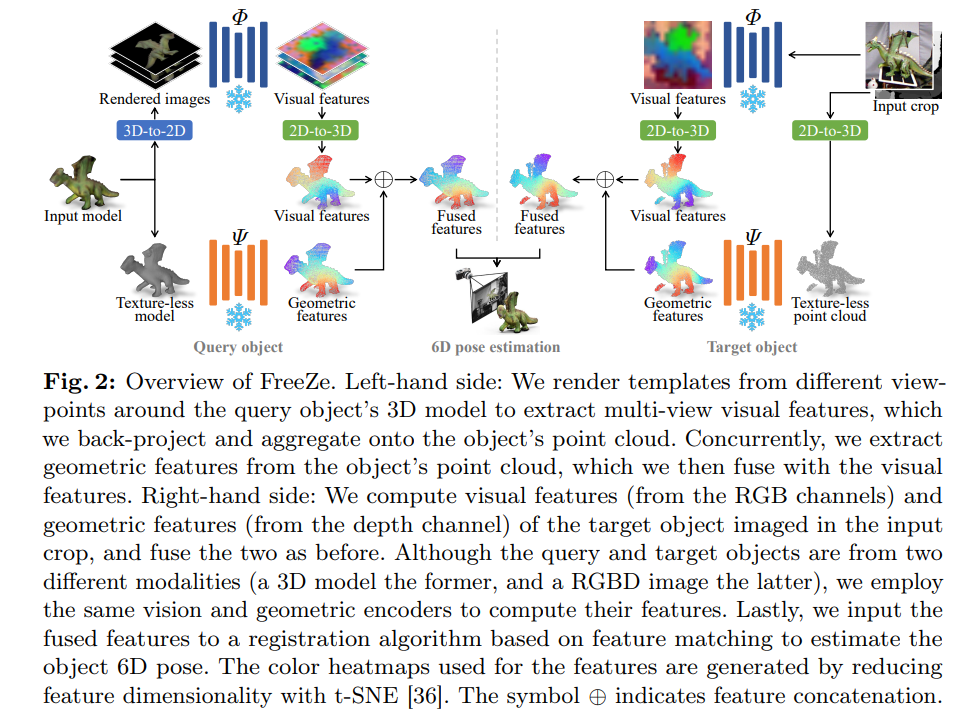 Φ
Φ
Rendered images
Visual features
Visual features
Input crop
3D-to-2D
2D-to-3D
2D-to-3D
2D-to-3D
Input model
Visual features
⊕
Fused
features
Fused
features
⊕
Visual features
Ψ
Ψ
Texture-less
model
Geometric
features
Geometric
features
Texture-less
point cloud
Query object
6D pose estimation
Target object
Fig. 2: Overview of FreeZe. Left-hand side: We render templates from different view-
points around the query object's 3D model to extract multi-view visual features, which
we back-project and aggregate onto the object's point cloud. Concurrently, we extract
geometric features from the object's point cloud, which we then fuse with the visual
features. Right-hand side: We compute visual features (from the RGB channels) and
geometric features (from the depth channel) of the target object imaged in the input
crop, and fuse the two as before. Although the query and target objects are from two
different modalities (a 3D model the former, and a RGBD image the latter), we employ
the same vision and geometric encoders to compute their features. Lastly, we input the
fused features to a registration algorithm based on feature matching to estimate the
object 6D pose. The color heatmaps used for the features are generated by reducing
feature dimensionality with t-SNE [36]. The symbol ⊕ indicates feature concatenation.